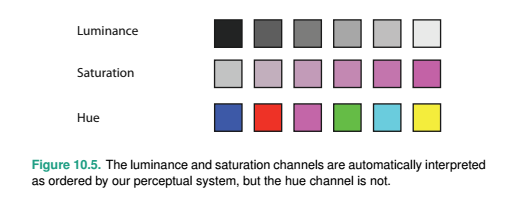 Luminance
Saturation
Hue
Figure 10.5. The luminance and saturation channels are automatically interpreted
as ordered by our perceptual system, but the hue channel is not.